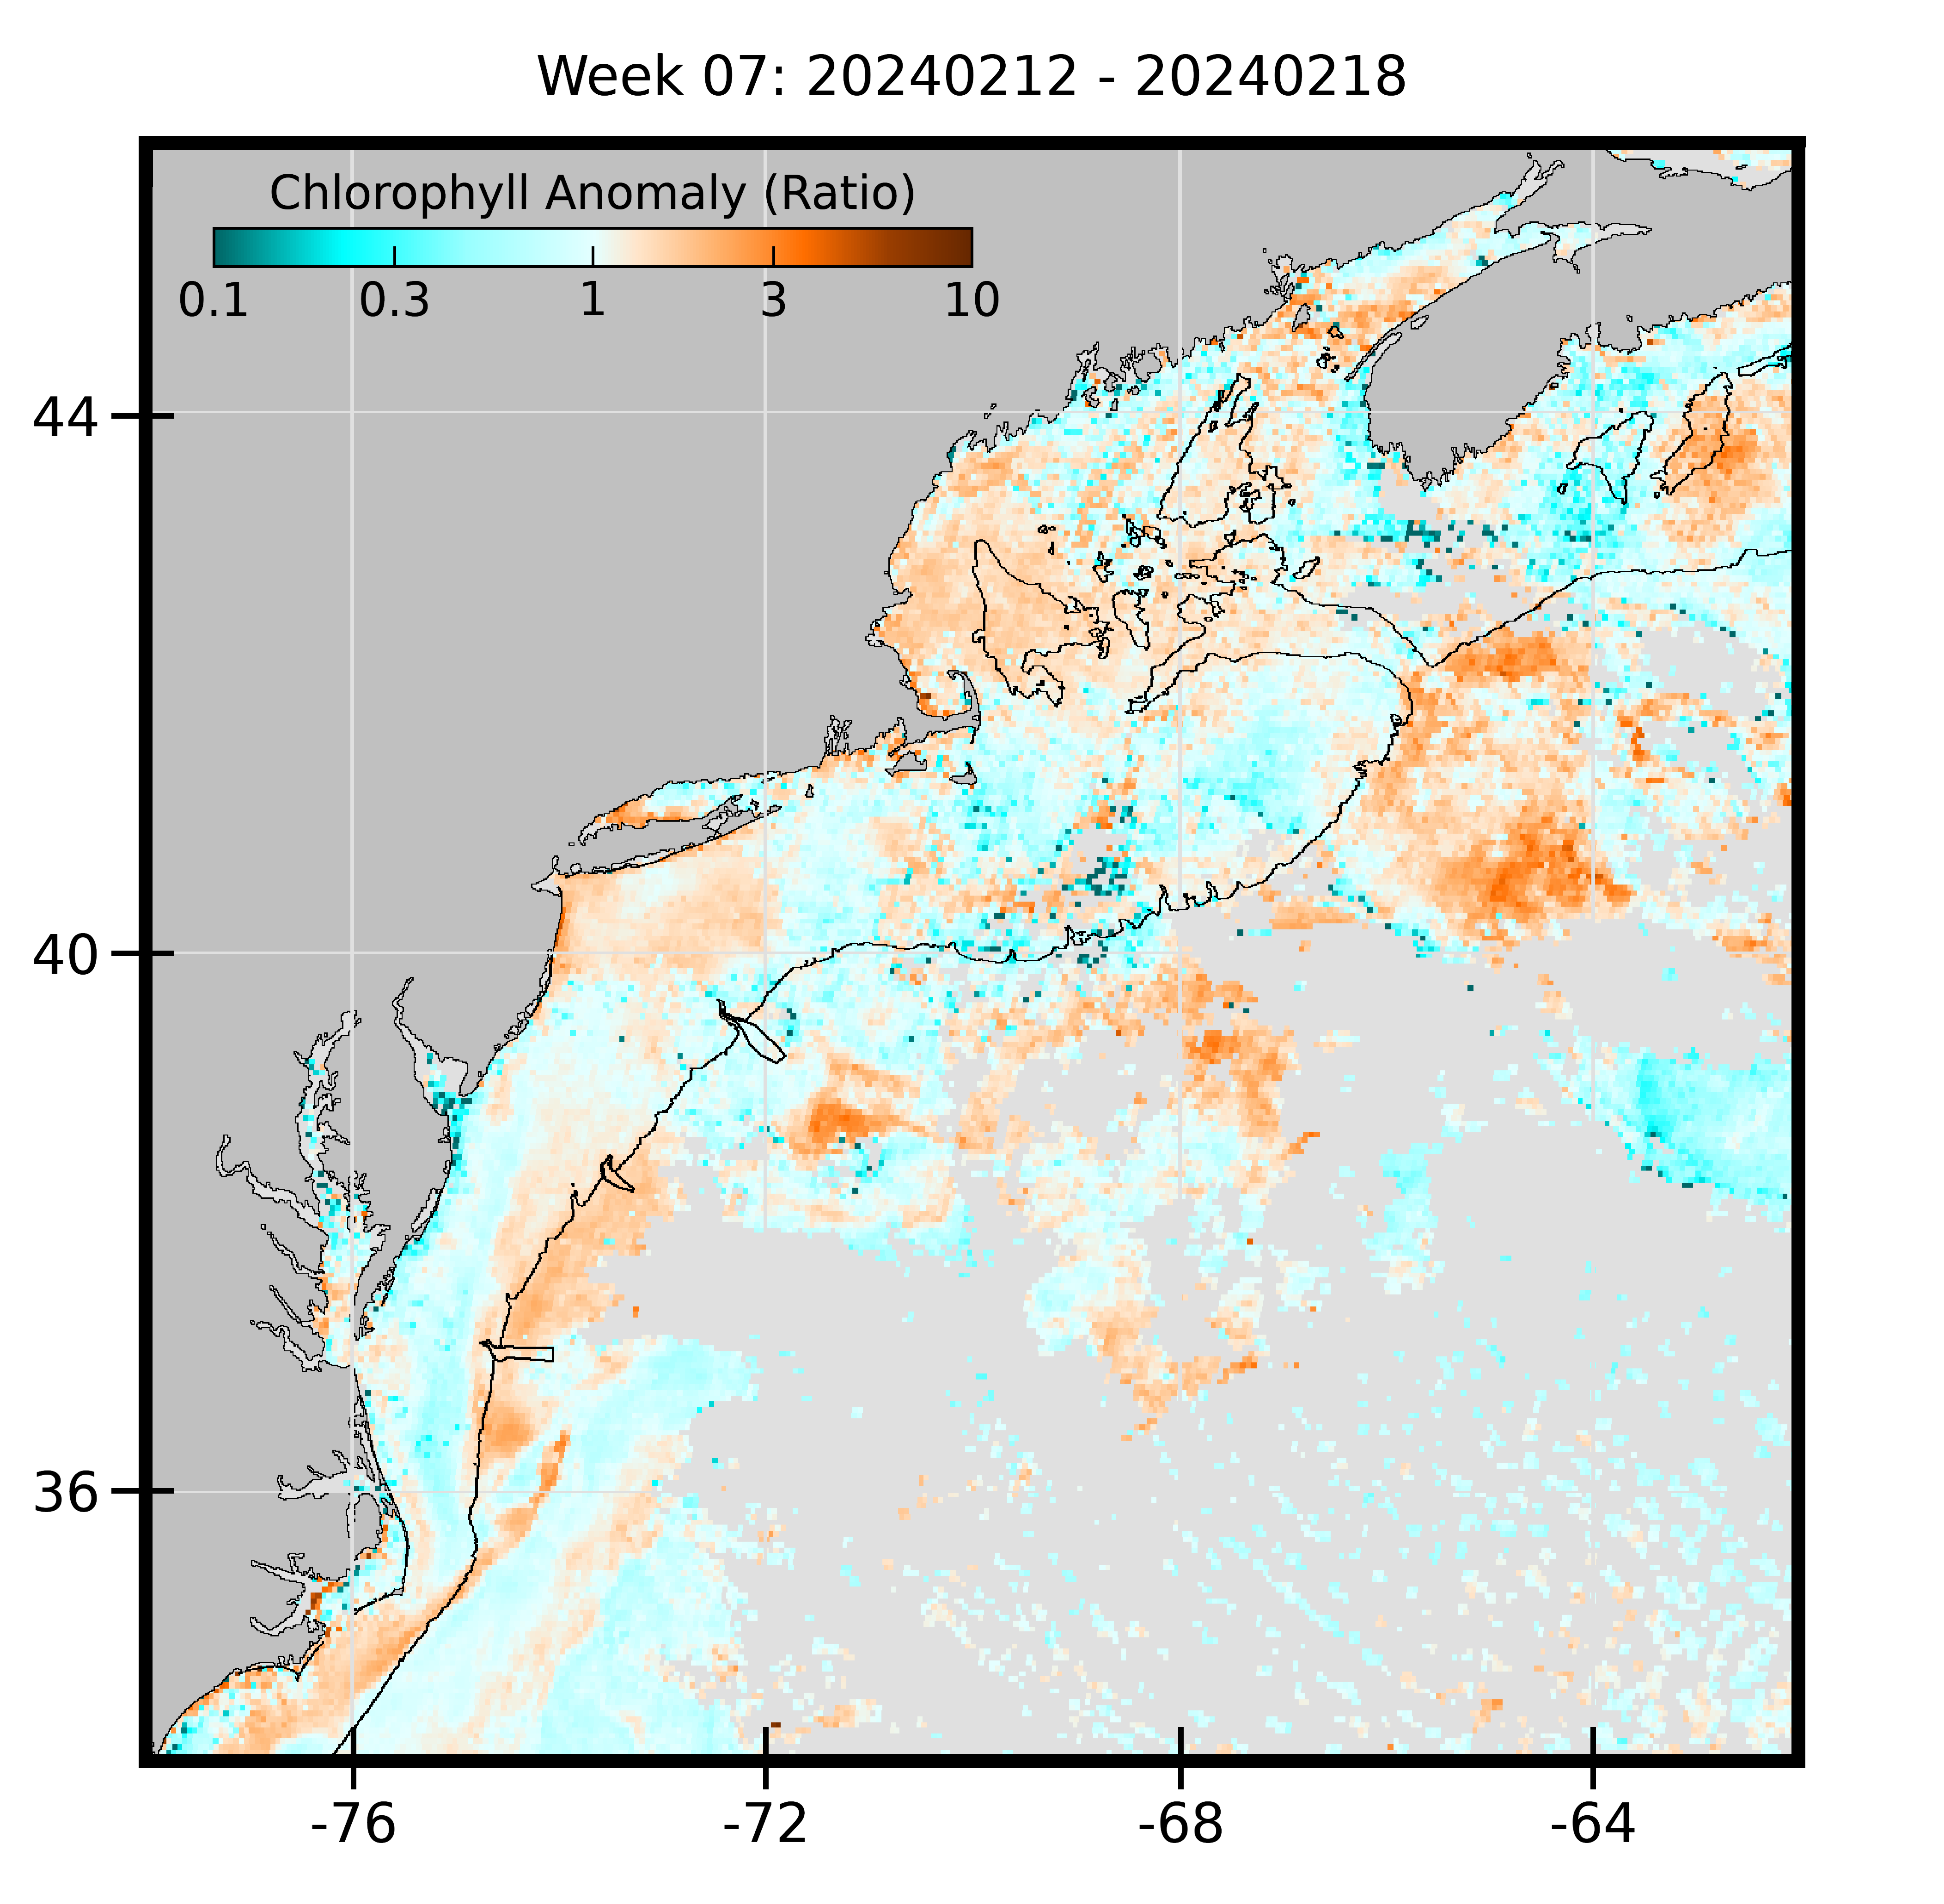 Week 07: 20240212 - 20240218
Chlorophyll Anomaly (Ratio)
0.1 0.3 1 3 10
44
40
36
-76 -72 -68 -64